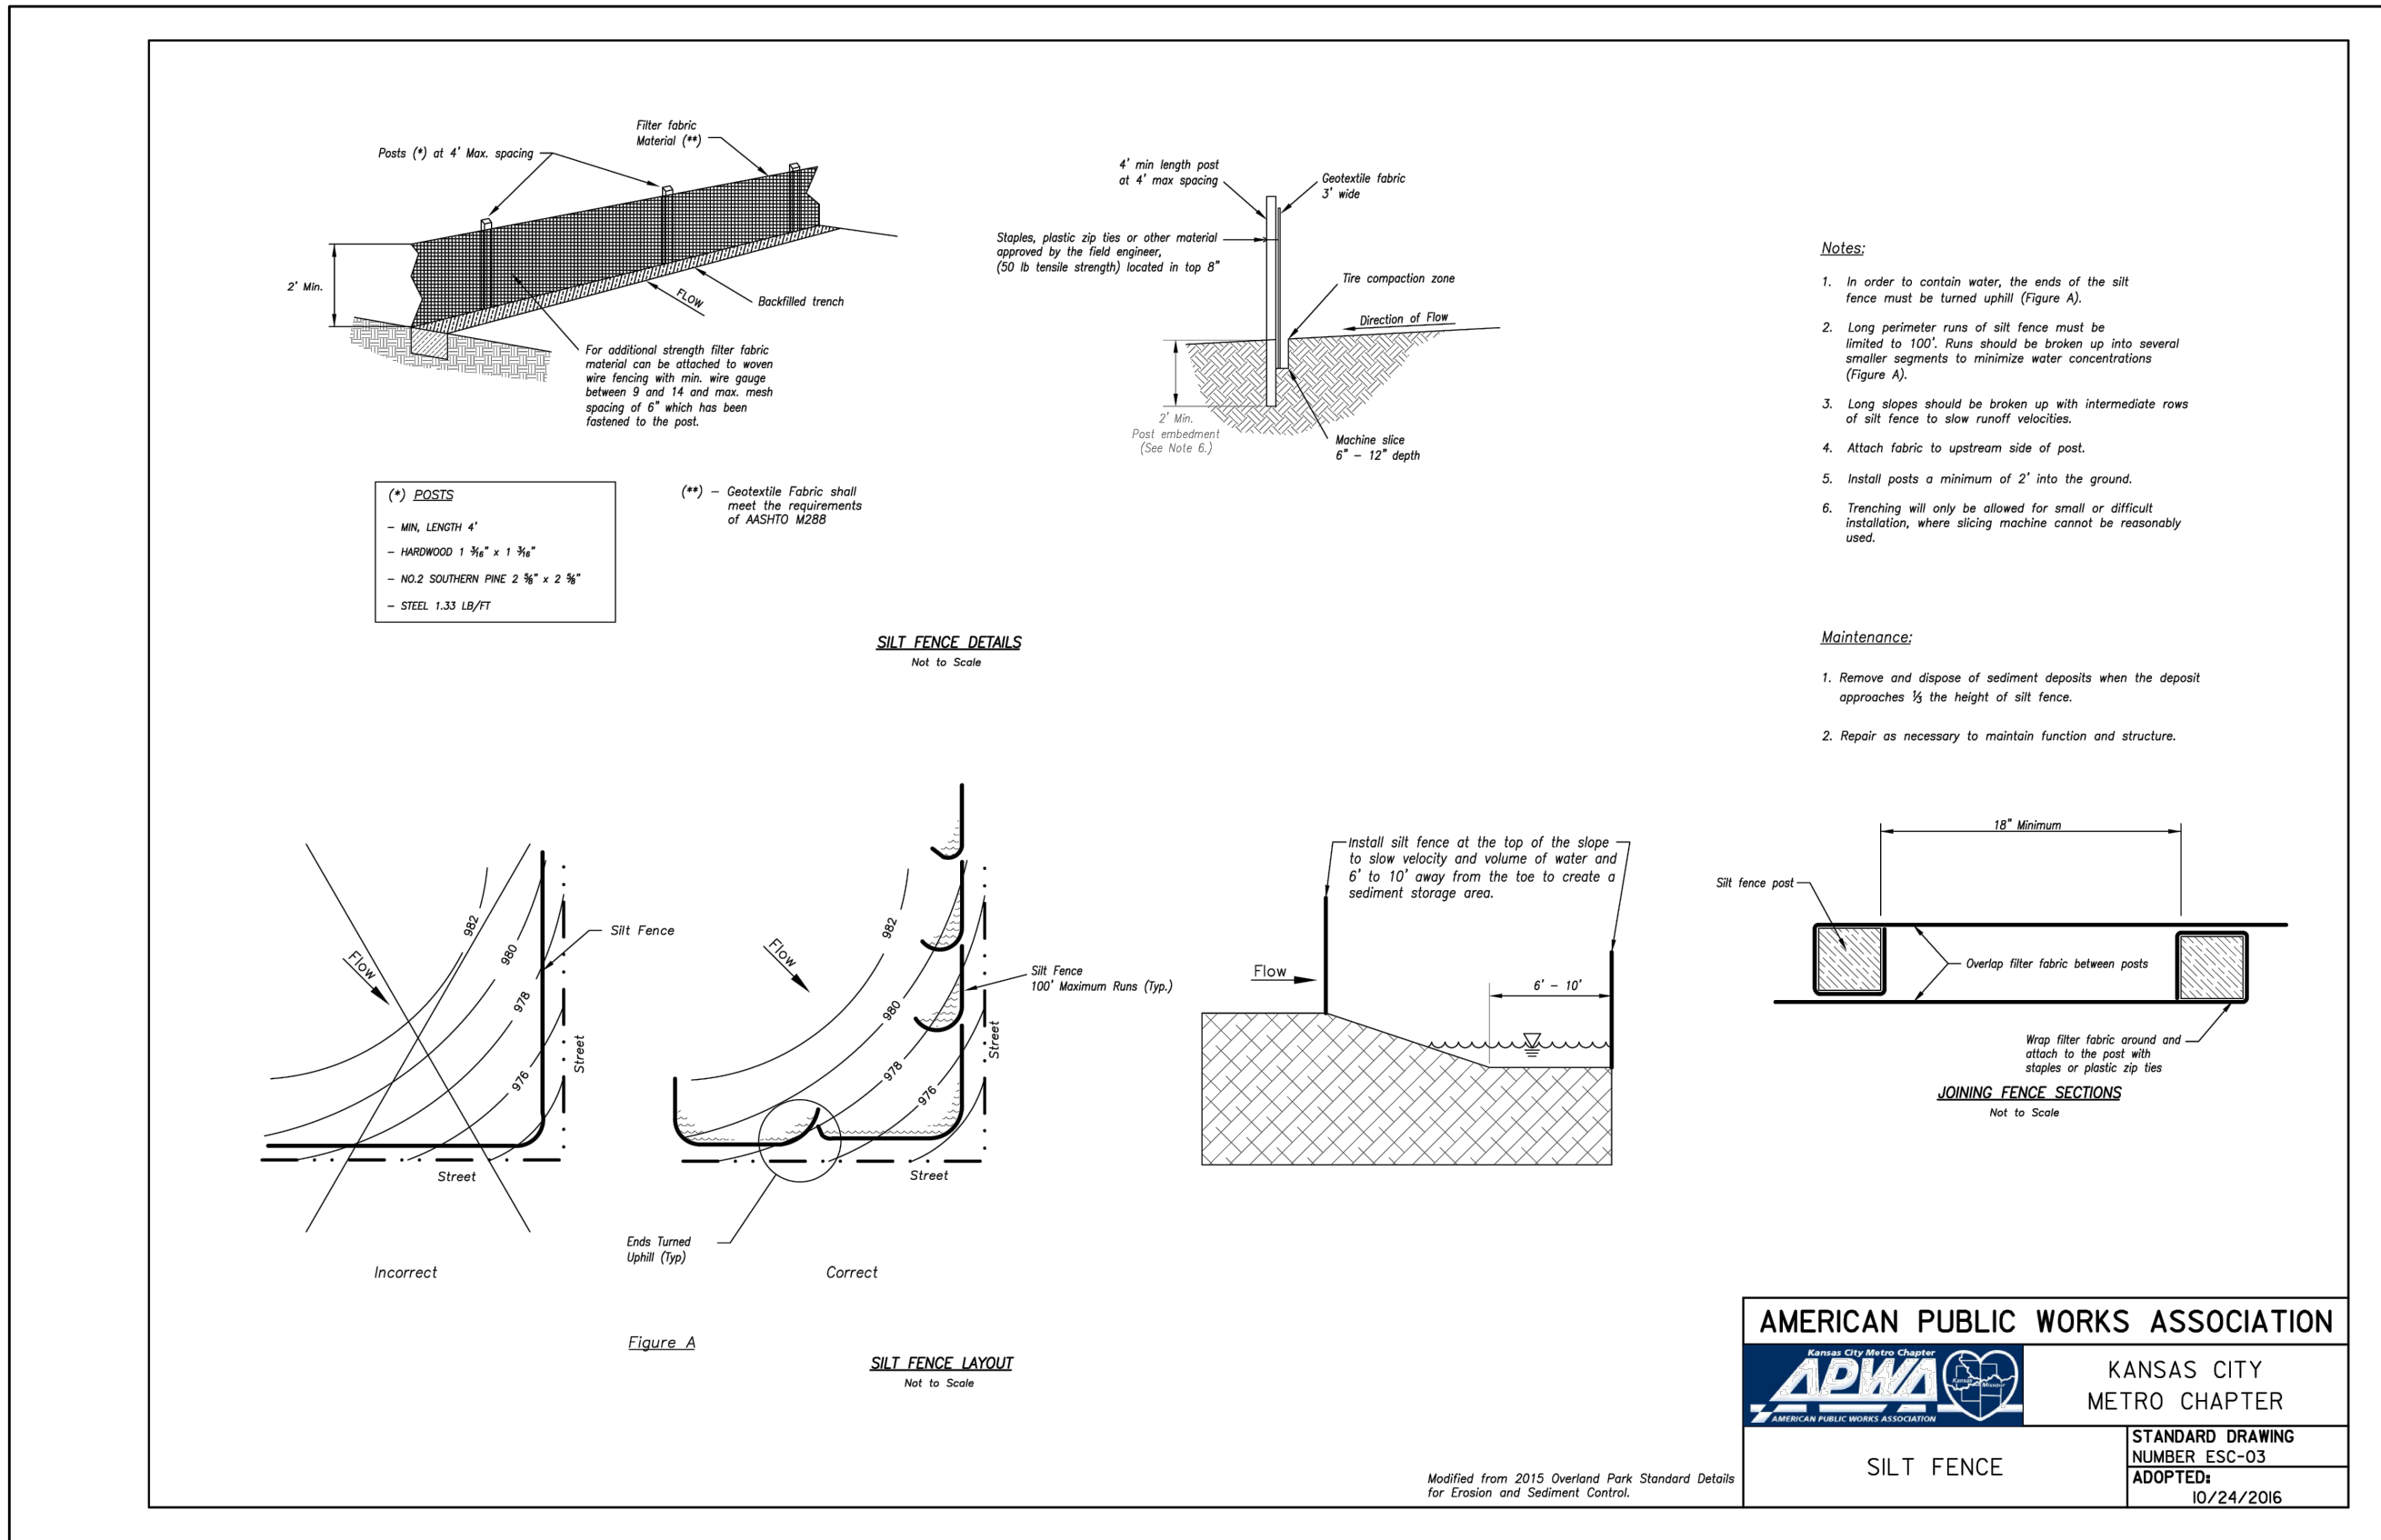 Filter fabric
Material (**)
Posts (*) at 4' Max. spacing
2' Min.
FLOW
Backfilled trench
For additional strength filter fabric
material can be attached to woven
wire fencing with min. wire gauge
between 9 and 14 and max. mesh
spacing of 6" which has been
fastened to the post.
4' min length post
at 4' max spacing
Geotextile fabric
3' wide
Staples, plastic zip ties or other material
approved by the field engineer,
(50 lb tensile strength) located in top 8"
Tire compaction zone
Direction of Flow
2' Min.
Post embedment
(See Note 6.)
Machine slice
6" – 12" depth
(*) POSTS
– MIN, LENGTH 4'
– HARDWOOD 1 3/16" x 1 3/16"
– NO.2 SOUTHERN PINE 2 5/8" x 2 5/8"
– STEEL 1.33 LB/FT
(**) – Geotextile Fabric shall
meet the requirements
of AASHTO M288
SILT FENCE DETAILS
Not to Scale
Notes:
1. In order to contain water, the ends of the silt
fence must be turned uphill (Figure A).
2. Long perimeter runs of silt fence must be
limited to 100'. Runs should be broken up into several
smaller segments to minimize water concentrations
(Figure A).
3. Long slopes should be broken up with intermediate rows
of silt fence to slow runoff velocities.
4. Attach fabric to upstream side of post.
5. Install posts a minimum of 2' into the ground.
6. Trenching will only be allowed for small or difficult
installation, where slicing machine cannot be reasonably
used.
Maintenance:
1. Remove and dispose of sediment deposits when the deposit
approaches 1/3 the height of silt fence.
2. Repair as necessary to maintain function and structure.
Flow
982
980
978
976
Silt Fence
Street
Street
Incorrect
Flow
982
980
978
976
Silt Fence
100' Maximum Runs (Typ.)
Street
Street
Ends Turned
Uphill (Typ)
Correct
Figure A
SILT FENCE LAYOUT
Not to Scale
Install silt fence at the top of the slope
to slow velocity and volume of water and
6' to 10' away from the toe to create a
sediment storage area.
Flow
6' – 10'
18" Minimum
Silt fence post
Overlap filter fabric between posts
Wrap filter fabric around and
attach to the post with
staples or plastic zip ties
JOINING FENCE SECTIONS
Not to Scale
Modified from 2015 Overland Park Standard Details
for Erosion and Sediment Control.
AMERICAN PUBLIC WORKS ASSOCIATION
Kansas City Metro Chapter
APWA
Kansas
Missouri
AMERICAN PUBLIC WORKS ASSOCIATION
KANSAS CITY
METRO CHAPTER
SILT FENCE
STANDARD DRAWING
NUMBER ESC-03
ADOPTED:
10/24/2016